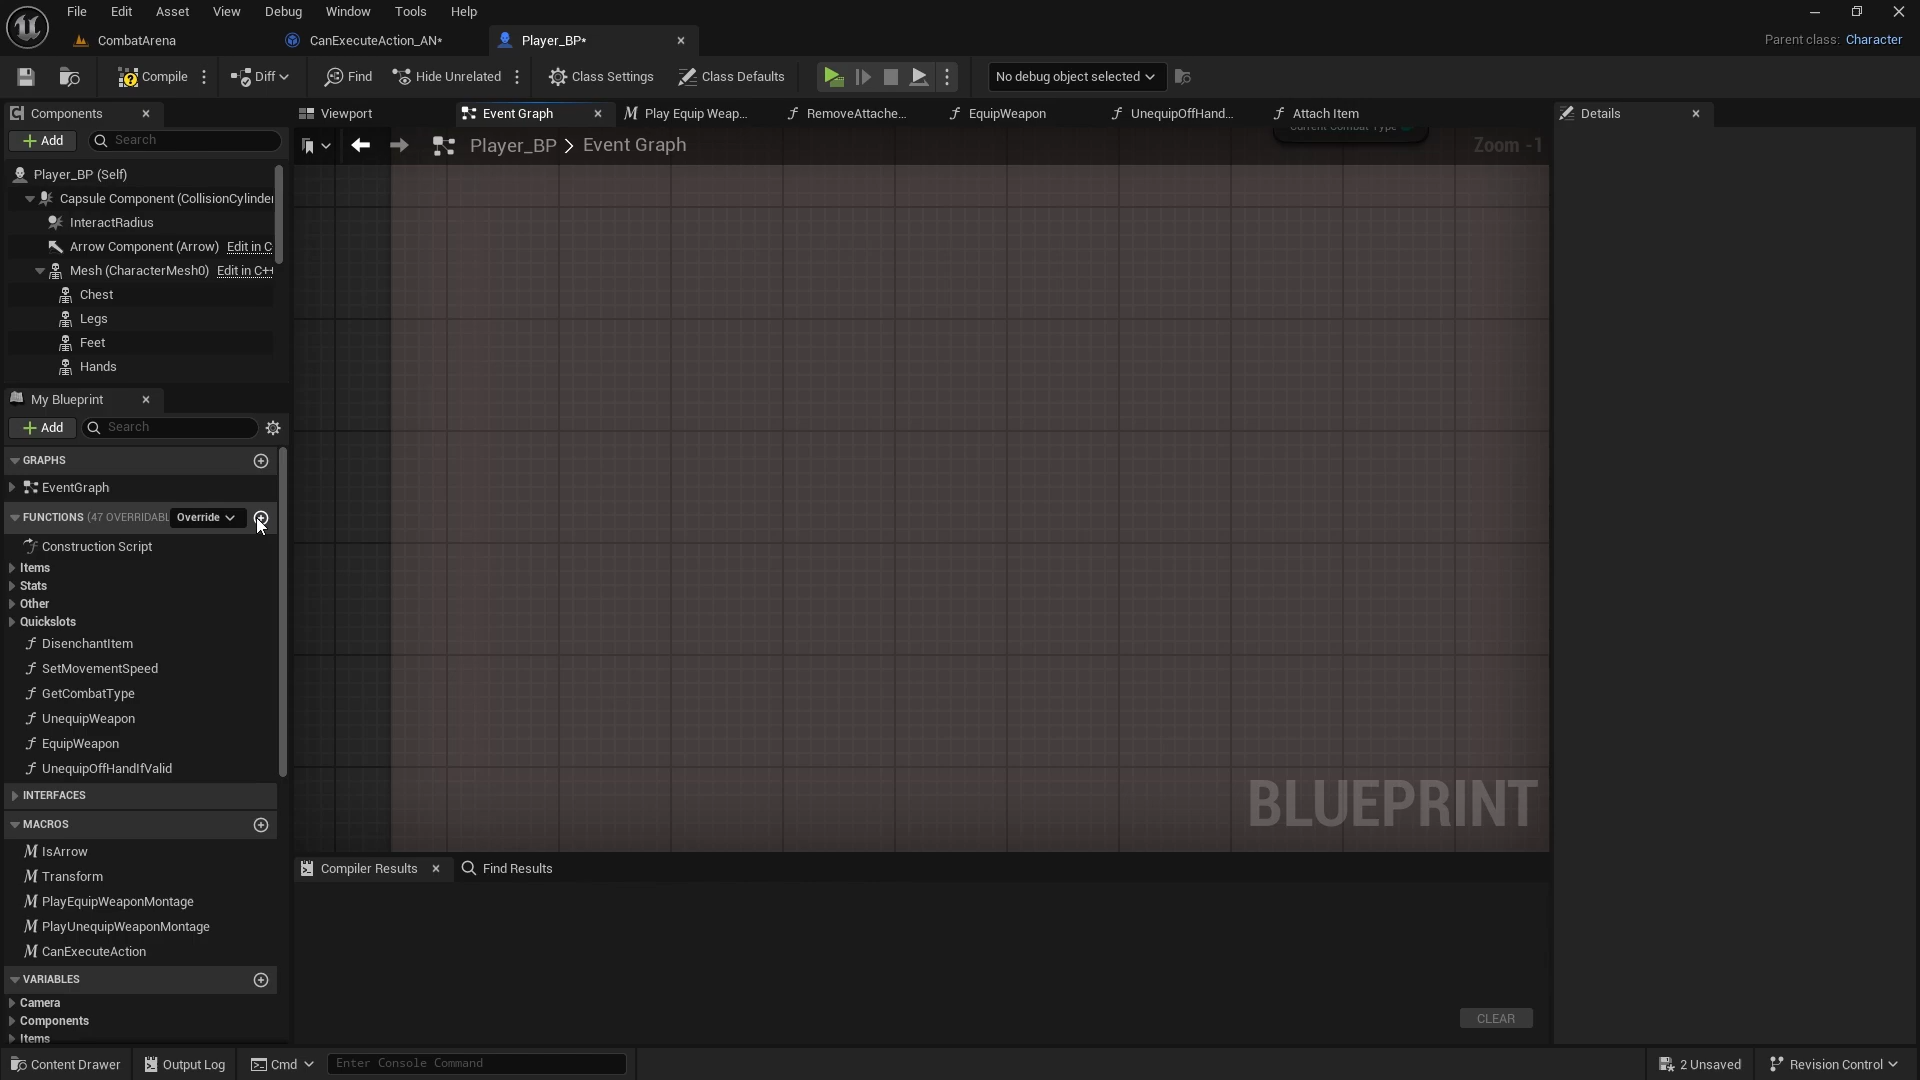 File Edit Asset View Debug Window Tools Help
CombatArena CanExecuteAction_AN* Player_BP* Parent class: Character
Compile Diff Find Hide Unrelated Class Settings Class Defaults No debug object selected
Components Viewport Event Graph Play Equip Weap... RemoveAttache... EquipWeapon UnequipOffHand... Attach Item Details
Add Search Player_BP > Event Graph Current Combat Type Zoom -1
Player_BP (Self)
Capsule Component (CollisionCylinder
InteractRadius
Arrow Component (Arrow) Edit in C
Mesh (CharacterMesh0) Edit in C++
Chest
Legs
Feet
Hands
My Blueprint
Add Search
GRAPHS
EventGraph
FUNCTIONS (47 OVERRIDABL Override
Construction Script
Items
Stats
Other
Quickslots
DisenchantItem
SetMovementSpeed
GetCombatType
UnequipWeapon
EquipWeapon
UnequipOffHandIfValid
INTERFACES
MACROS
IsArrow
Transform
PlayEquipWeaponMontage
PlayUnequipWeaponMontage
CanExecuteAction
VARIABLES
Camera
Components
Items
BLUEPRINT
Compiler Results Find Results
CLEAR
Content Drawer Output Log Cmd Enter Console Command 2 Unsaved Revision Control